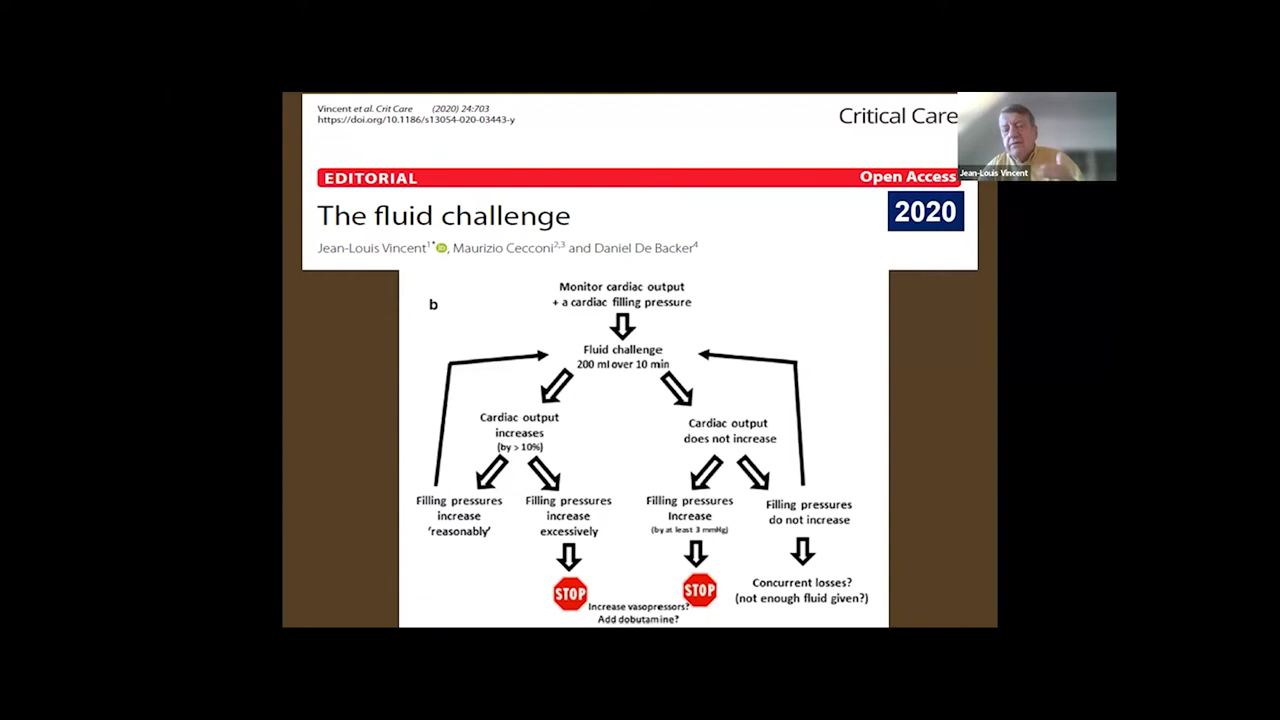 Vincent et al. Crit Care (2020) 24:703
https://doi.org/10.1186/s13054-020-03443-y
Critical Care
EDITORIAL
Open Access
The fluid challenge
2020
Jean-Louis Vincent1* , Maurizio Cecconi2,3 and Daniel De Backer4
Jean-Louis Vincent
b
Monitor cardiac output
+ a cardiac filling pressure
Fluid challenge
200 ml over 10 min
Cardiac output
increases
(by > 10%)
Cardiac output
does not increase
Filling pressures
increase
‘reasonably’
Filling pressures
increase
excessively
Filling pressures
Increase
(by at least 3 mmHg)
Filling pressures
do not increase
STOP
STOP
Concurrent losses?
(not enough fluid given?)
Increase vasopressors?
Add dobutamine?